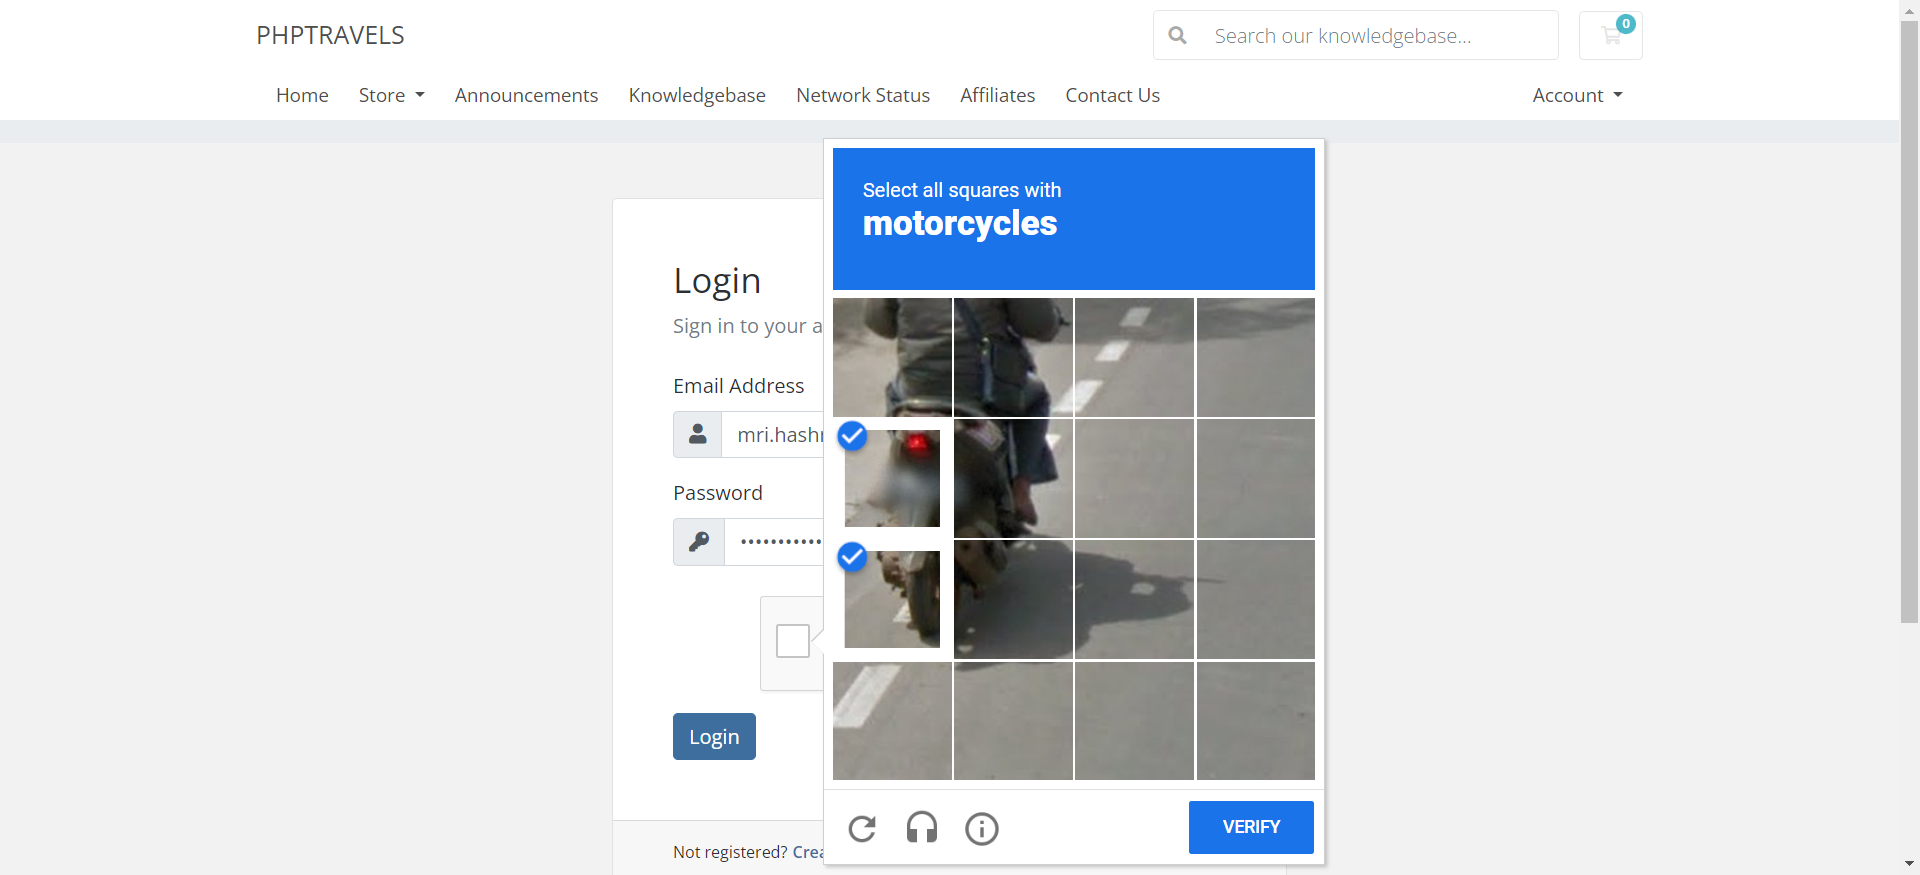 PHPTRAVELS
Search our knowledgebase...
0
Home
Store
Announcements
Knowledgebase
Network Status
Affiliates
Contact Us
Account
Select all squares with
motorcycles
Login
Sign in to your a
Email Address
mri.hash
Password
Login
VERIFY
Not registered? Crea